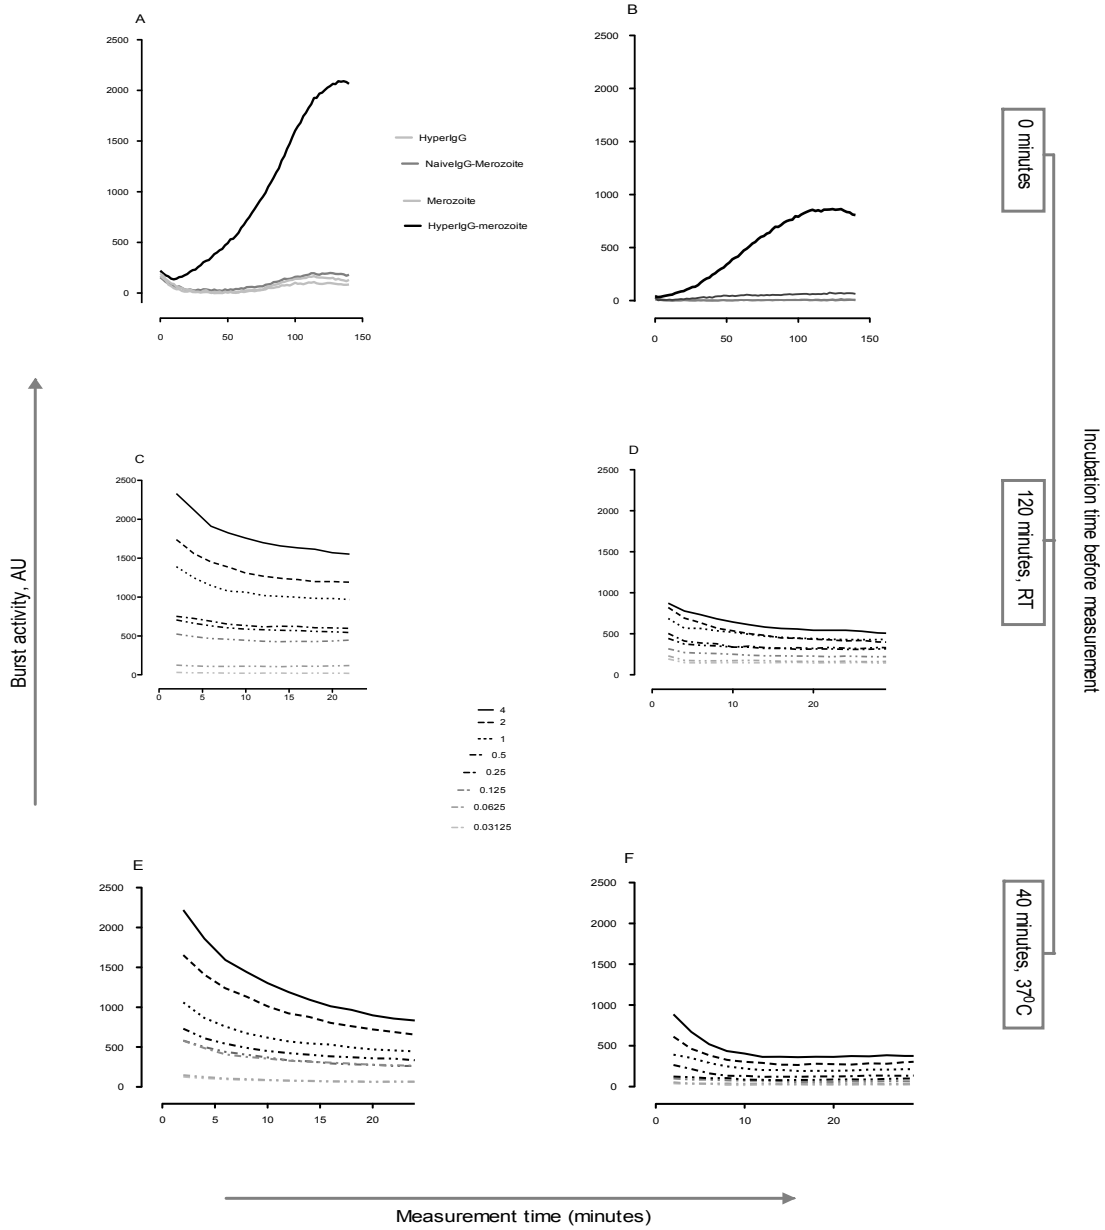 A
2500
2000
1500
1000
500
0
0 50 100 150
HyperIgG
NaiveIgG-Merozoite
Merozoite
HyperIgG-merozoite
B
2500
2000
1500
1000
500
0
0 50 100 150
0 minutes
Burst activity, AU
C
2500
2000
1500
1000
500
0
0 5 10 15 20
D
2500
2000
1500
1000
500
0
0 10 20
120 minutes, RT
Incubation time before measurement
4
2
1
0.5
0.25
0.125
0.0625
0.03125
E
2500
2000
1500
1000
500
0
0 5 10 15 20
F
2500
2000
1500
1000
500
0
0 10 20
40 minutes, 37⁰C
Measurement time (minutes)